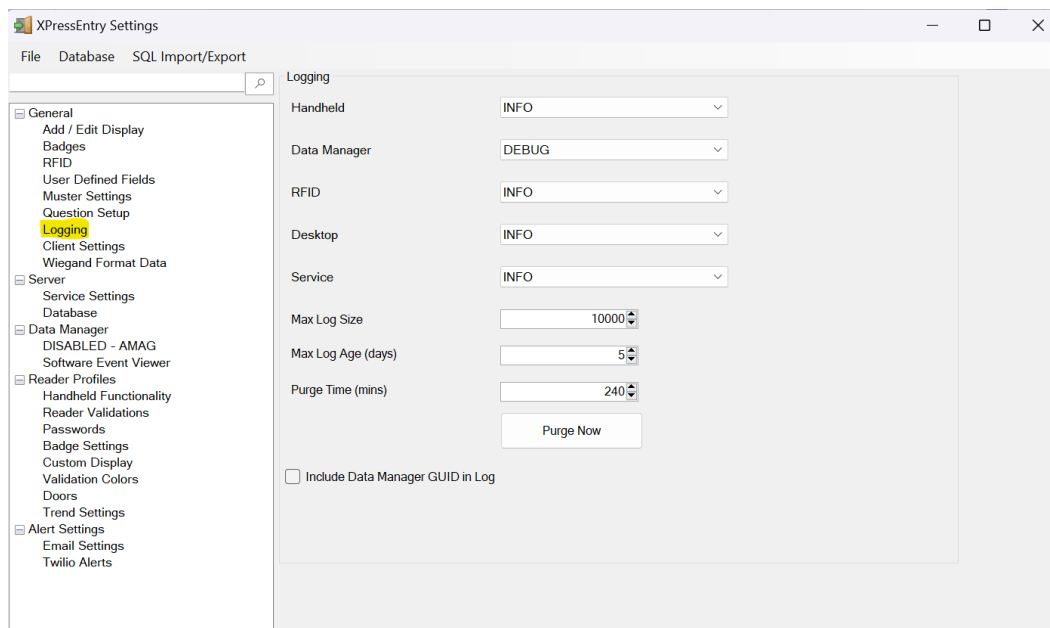 XPressEntry Settings
File Database SQL Import/Export
General
Add / Edit Display
Badges
RFID
User Defined Fields
Muster Settings
Question Setup
Logging
Client Settings
Wiegand Format Data
Server
Service Settings
Database
Data Manager
DISABLED - AMAG
Software Event Viewer
Reader Profiles
Handheld Functionality
Reader Validations
Passwords
Badge Settings
Custom Display
Validation Colors
Doors
Trend Settings
Alert Settings
Email Settings
Twilio Alerts
Logging
Handheld INFO
Data Manager DEBUG
RFID INFO
Desktop INFO
Service INFO
Max Log Size 10000
Max Log Age (days) 5
Purge Time (mins) 240
Purge Now
Include Data Manager GUID in Log